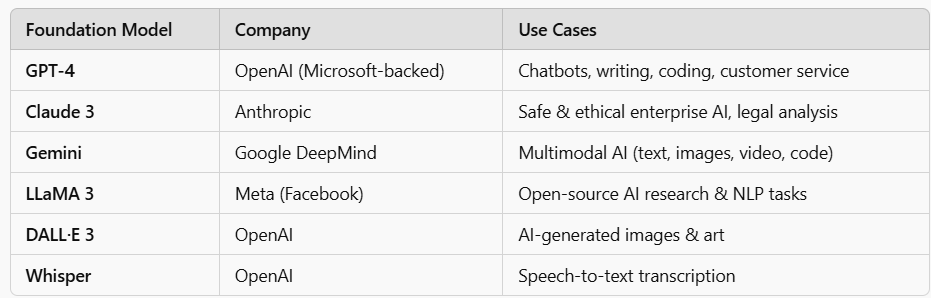 Foundation Model Company Use Cases
GPT-4 OpenAI (Microsoft-backed) Chatbots, writing, coding, customer service
Claude 3 Anthropic Safe & ethical enterprise AI, legal analysis
Gemini Google DeepMind Multimodal AI (text, images, video, code)
LLaMA 3 Meta (Facebook) Open-source AI research & NLP tasks
DALL·E 3 OpenAI AI-generated images & art
Whisper OpenAI Speech-to-text transcription